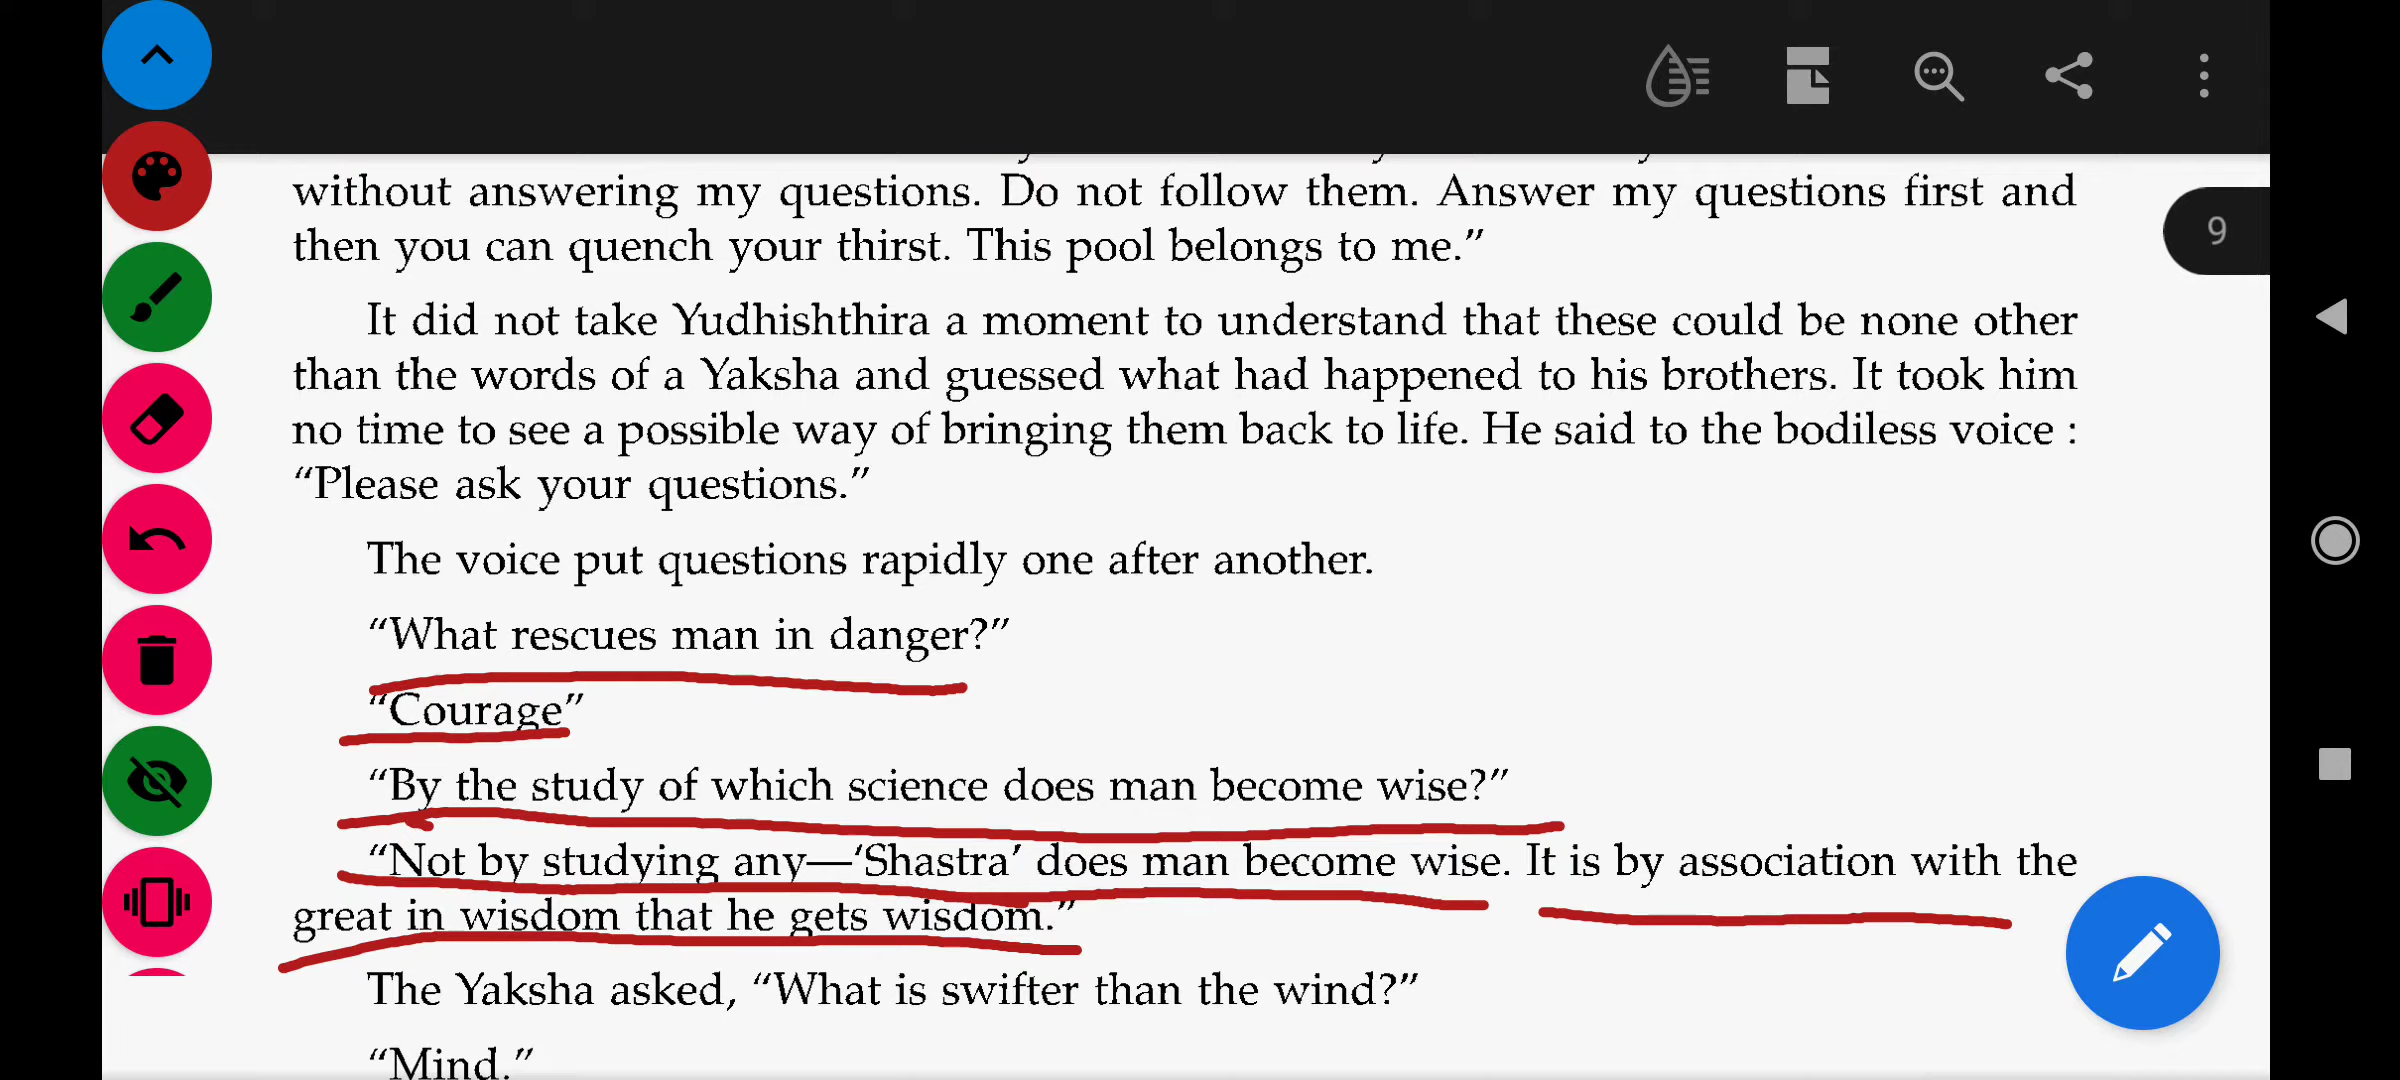 9
without answering my questions. Do not follow them. Answer my questions first and
then you can quench your thirst. This pool belongs to me.”
It did not take Yudhishthira a moment to understand that these could be none other
than the words of a Yaksha and guessed what had happened to his brothers. It took him
no time to see a possible way of bringing them back to life. He said to the bodiless voice :
“Please ask your questions.”
The voice put questions rapidly one after another.
“What rescues man in danger?”
“Courage”
“By the study of which science does man become wise?”
“Not by studying any—‘Shastra’ does man become wise. It is by association with the
great in wisdom that he gets wisdom.”
The Yaksha asked, “What is swifter than the wind?”
“Mind.”